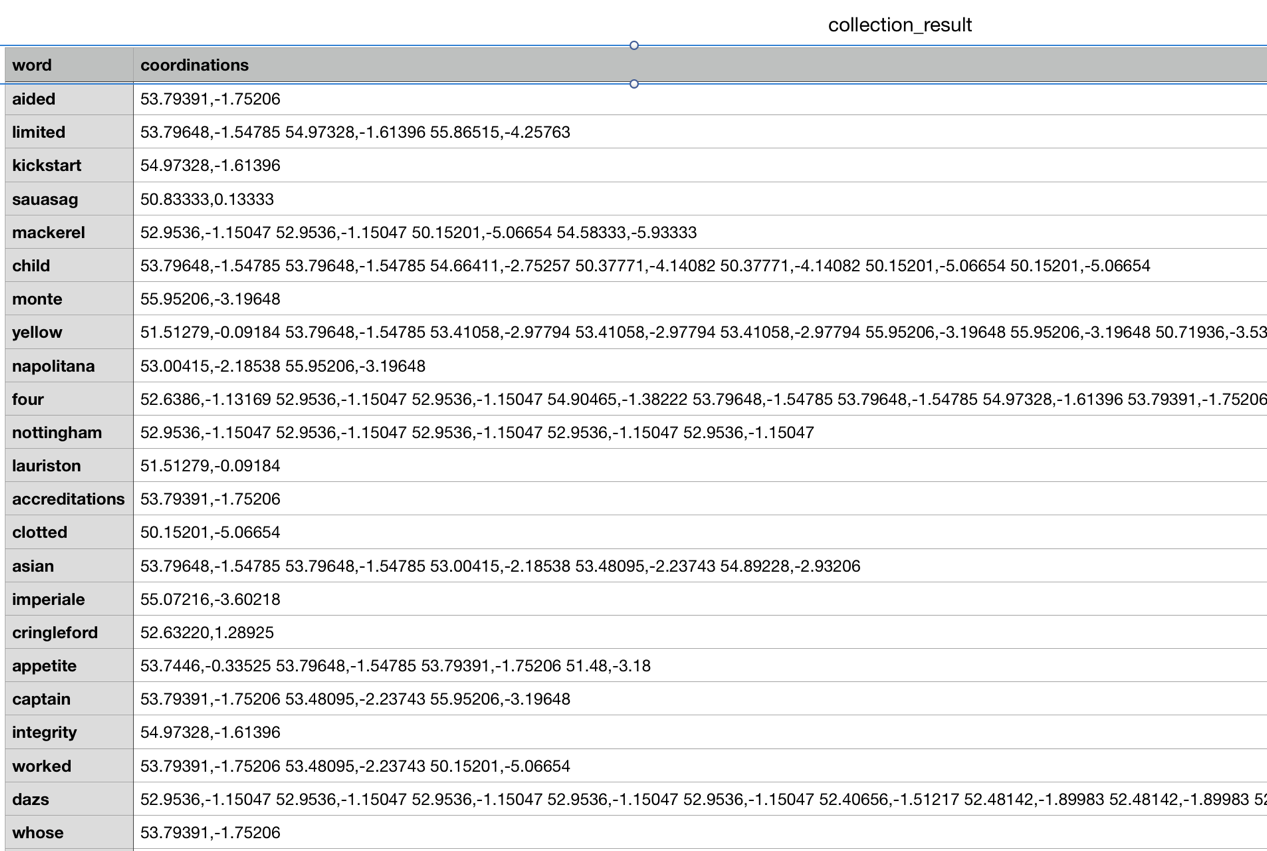 collection_result
word coordinations
aided 53.79391,-1.75206
limited 53.79648,-1.54785 54.97328,-1.61396 55.86515,-4.25763
kickstart 54.97328,-1.61396
sauasag 50.83333,0.13333
mackerel 52.9536,-1.15047 52.9536,-1.15047 50.15201,-5.06654 54.58333,-5.93333
child 53.79648,-1.54785 53.79648,-1.54785 54.66411,-2.75257 50.37771,-4.14082 50.37771,-4.14082 50.15201,-5.06654 50.15201,-5.06654
monte 55.95206,-3.19648
yellow 51.51279,-0.09184 53.79648,-1.54785 53.41058,-2.97794 53.41058,-2.97794 53.41058,-2.97794 55.95206,-3.19648 55.95206,-3.19648 50.71936,-3.53
napolitana 53.00415,-2.18538 55.95206,-3.19648
four 52.6386,-1.13169 52.9536,-1.15047 52.9536,-1.15047 54.90465,-1.38222 53.79648,-1.54785 53.79648,-1.54785 54.97328,-1.61396 53.79391,-1.75206
nottingham 52.9536,-1.15047 52.9536,-1.15047 52.9536,-1.15047 52.9536,-1.15047 52.9536,-1.15047
lauriston 51.51279,-0.09184
accreditations 53.79391,-1.75206
clotted 50.15201,-5.06654
asian 53.79648,-1.54785 53.79648,-1.54785 53.00415,-2.18538 53.48095,-2.23743 54.89228,-2.93206
imperiale 55.07216,-3.60218
cringleford 52.63220,1.28925
appetite 53.7446,-0.33525 53.79648,-1.54785 53.79391,-1.75206 51.48,-3.18
captain 53.79391,-1.75206 53.48095,-2.23743 55.95206,-3.19648
integrity 54.97328,-1.61396
worked 53.79391,-1.75206 53.48095,-2.23743 50.15201,-5.06654
dazs 52.9536,-1.15047 52.9536,-1.15047 52.9536,-1.15047 52.9536,-1.15047 52.9536,-1.15047 52.40656,-1.51217 52.48142,-1.89983 52.48142,-1.89983 52
whose 53.79391,-1.75206